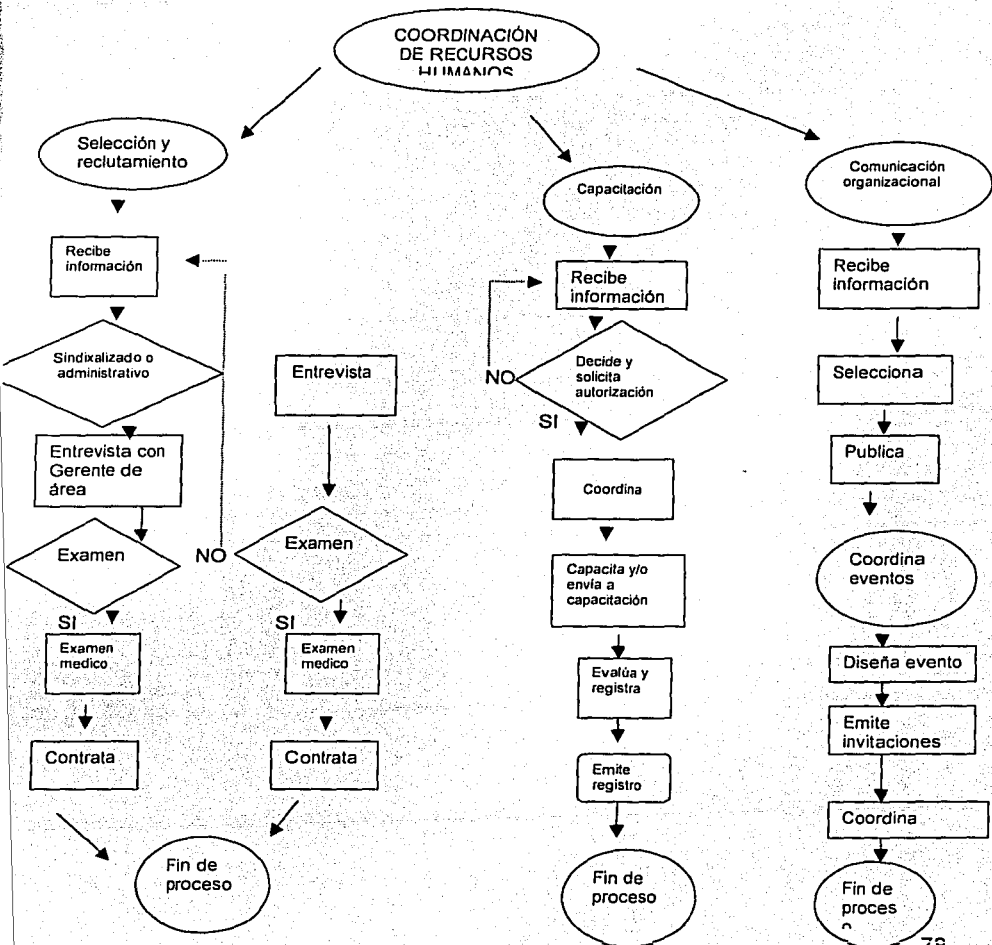 COORDINACIÓN
DE RECURSOS
HUMANOS
Selección y
reclutamiento
Recibe
información
Sindixalizado o
administrativo
Entrevista con
Gerente de
área
Examen
NO
SI
Examen
medico
Contrata
Entrevista
Examen
SI
Examen
medico
Contrata
Fin de
proceso
Capacitación
Recibe
información
Decide y
solicita
autorización
NO
SI
Coordina
Capacita y/o
envía a
capacitación
Evalúa y
registra
Emite
registro
Fin de
proceso
Comunicación
organizacional
Recibe
información
Selecciona
Publica
Coordina
eventos
Diseña evento
Emite
invitaciones
Coordina
Fin de
proces
o